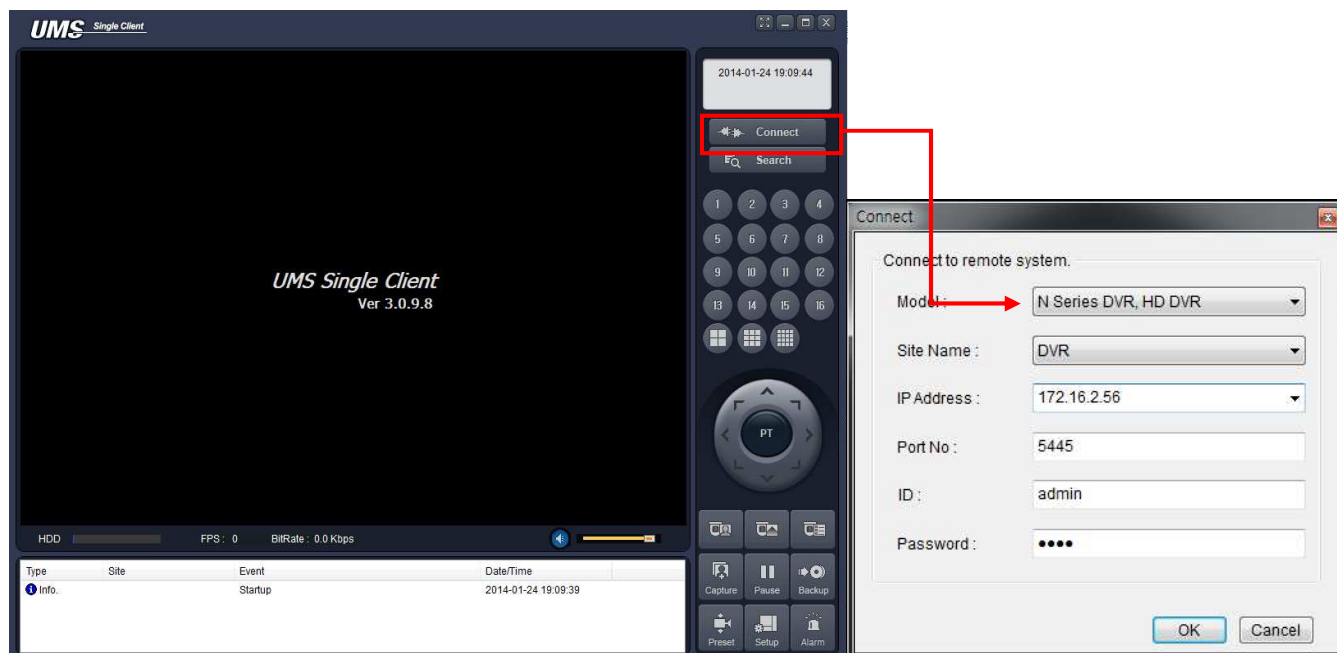 UMS Single Client
2014-01-24 19:09:44
Connect
Search
1 2 3 4
5 6 7 8
9 10 11 12
13 14 15 16
UMS Single Client
Ver 3.0.9.8
PT
HDD FPS : 0 BitRate : 0.0 Kbps
Type Site Event Date/Time
Info. Startup 2014-01-24 19:09:39
Capture Pause Backup
Preset Setup Alarm
Connect
Connect to remote system.
Model : N Series DVR, HD DVR
Site Name : DVR
IP Address : 172.16.2.56
Port No : 5445
ID : admin
Password : ●●●●
OK Cancel